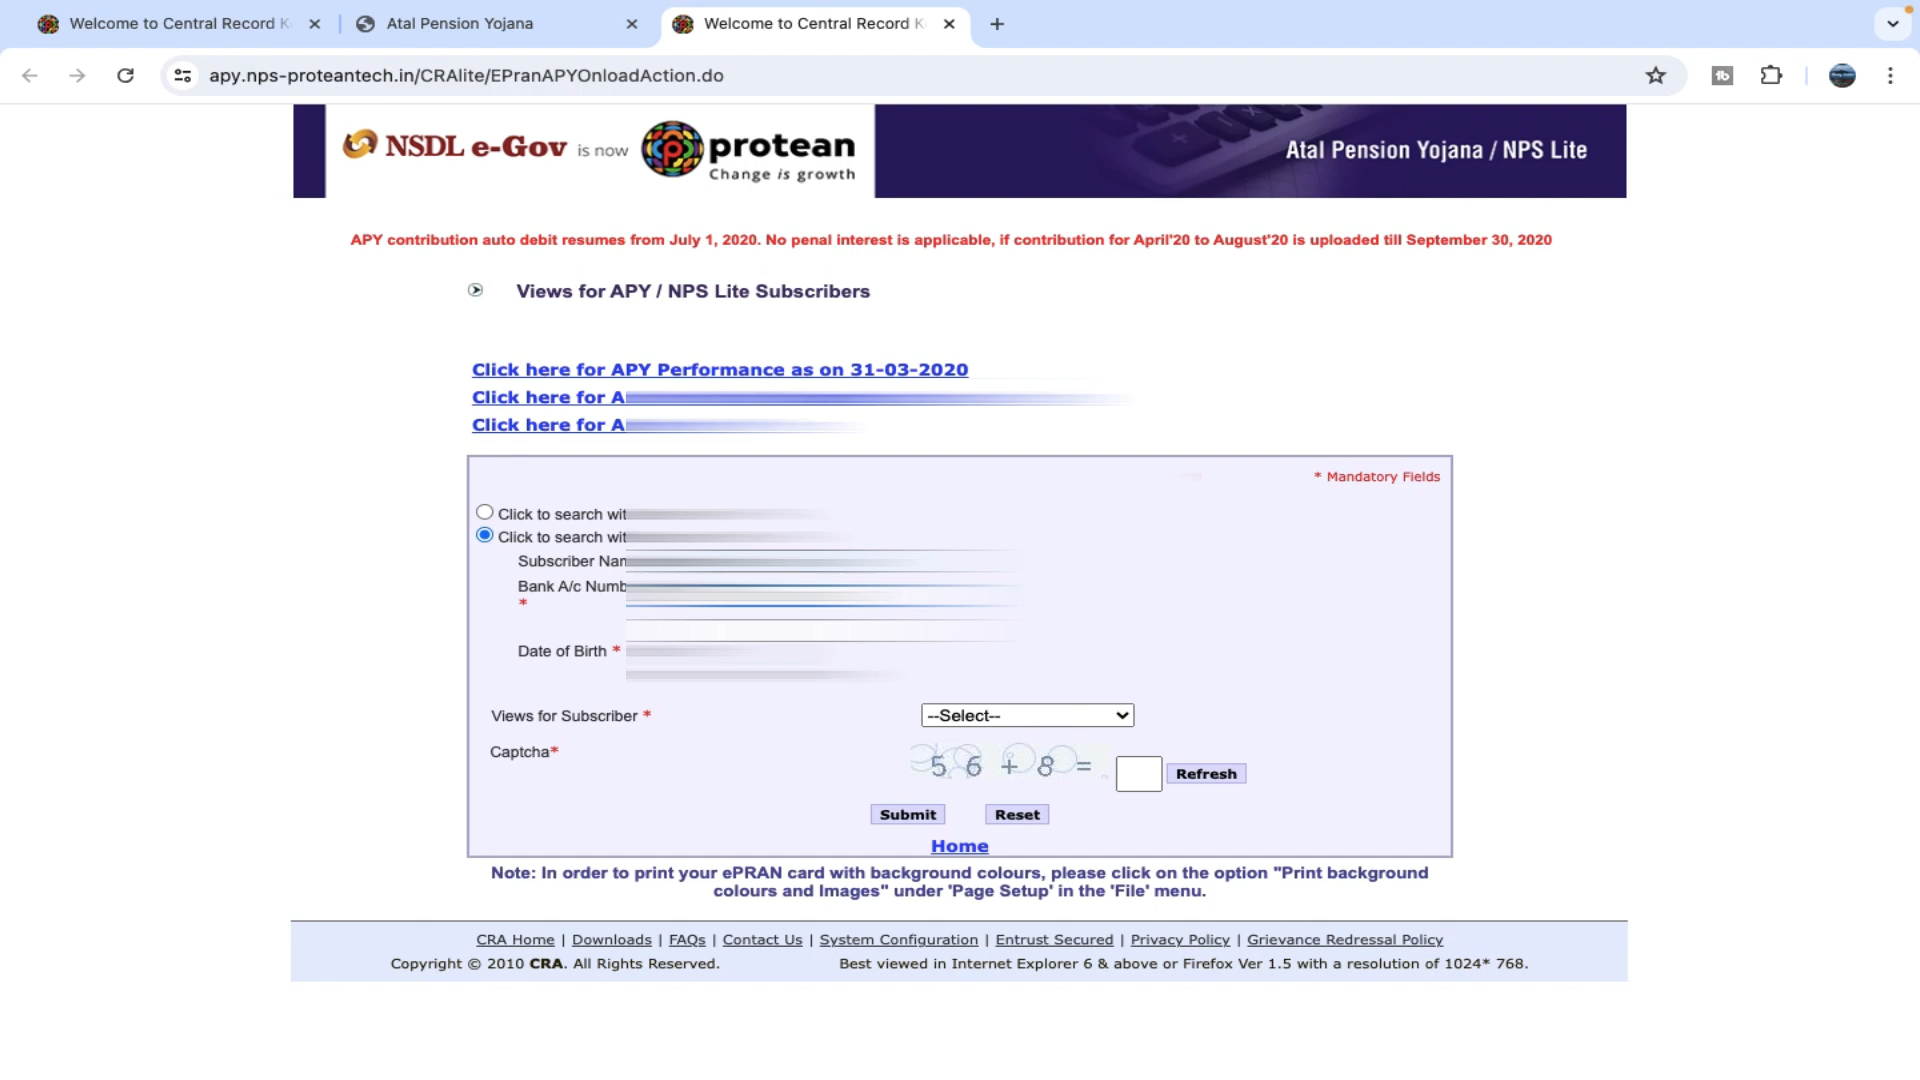 Welcome to Central Record K
Atal Pension Yojana
Welcome to Central Record K
apy.nps-proteantech.in/CRAlite/EPranAPYOnloadAction.do
NSDL e-Gov is now protean
Change is growth
Atal Pension Yojana / NPS Lite
APY contribution auto debit resumes from July 1, 2020. No penal interest is applicable, if contribution for April'20 to August'20 is uploaded till September 30, 2020
Views for APY / NPS Lite Subscribers
Click here for APY Performance as on 31-03-2020
Click here for A
Click here for A
* Mandatory Fields
Click to search wit
Click to search wit
Subscriber Nam
Bank A/c Numb
*
Date of Birth *
Views for Subscriber * --Select--
Captcha* 56 + 8 = Refresh
Submit Reset
Home
Note: In order to print your ePRAN card with background colours, please click on the option "Print background
colours and Images" under 'Page Setup' in the 'File' menu.
CRA Home | Downloads | FAQs | Contact Us | System Configuration | Entrust Secured | Privacy Policy | Grievance Redressal Policy
Copyright © 2010 CRA. All Rights Reserved. Best viewed in Internet Explorer 6 & above or Firefox Ver 1.5 with a resolution of 1024* 768.